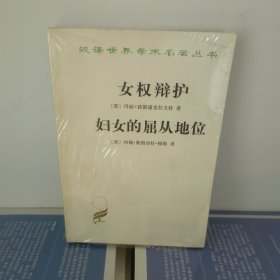 汉译世界学术名著丛书
女权辩护
〔英〕玛丽·沃斯通克拉夫特 著
妇女的屈从地位
〔英〕约翰·斯图尔特·穆勒 著